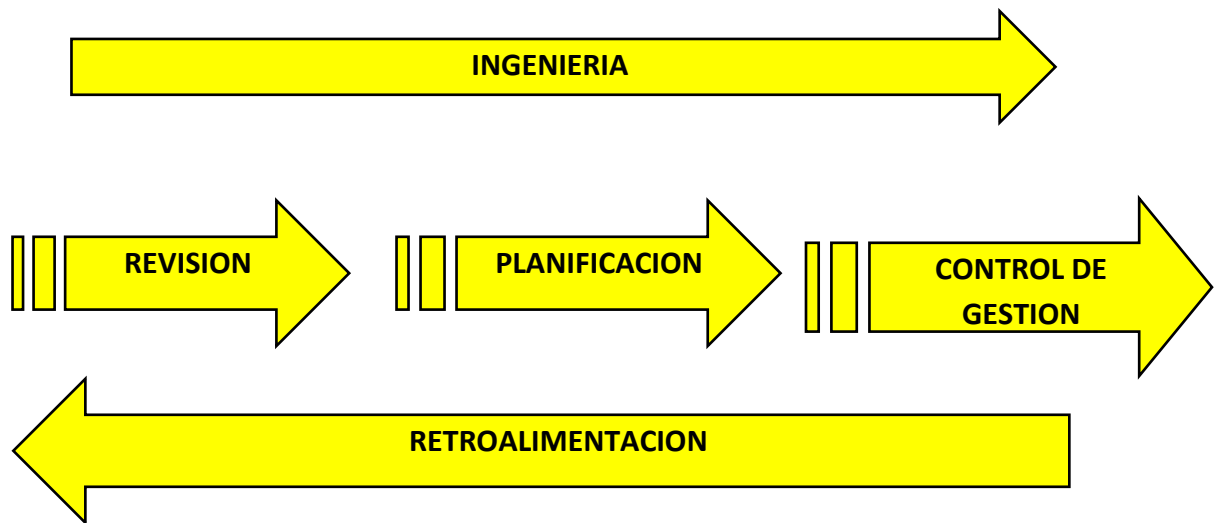 INGENIERIA
REVISION
PLANIFICACION
CONTROL DE
GESTION
RETROALIMENTACION